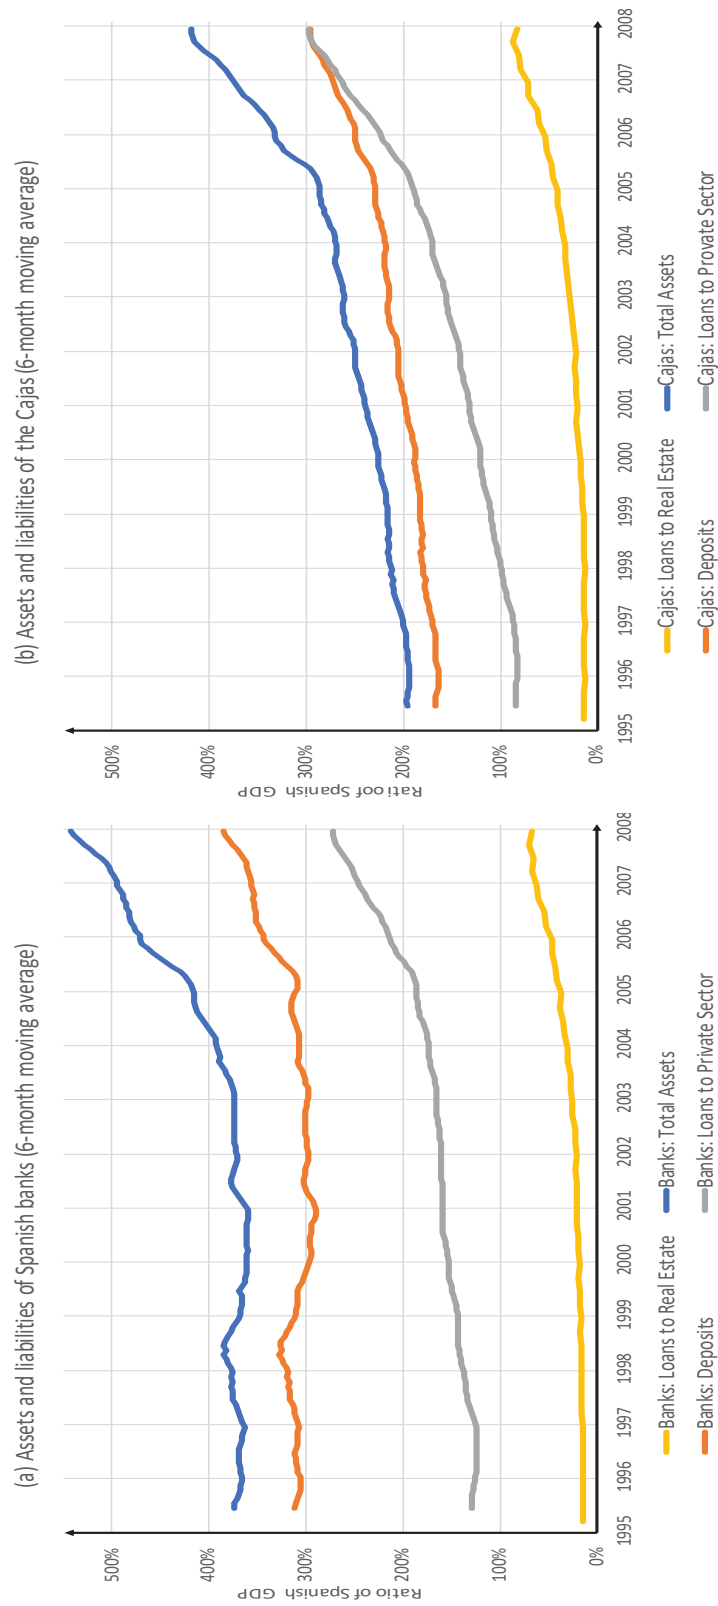 (a) Assets and liabilities of Spanish banks (6-month moving average)
500%
400%
300%
200%
100%
0%
Ratio of Spanish GDP
1995 1996 1997 1998 1999 2000 2001 2002 2003 2004 2005 2006 2007 2008
Banks: Loans to Real Estate
Banks: Total Assets
Banks: Deposits
Banks: Loans to Private Sector
(b) Assets and liabilities of the Cajas (6-month moving average)
500%
400%
300%
200%
100%
0%
Ratioof Spanish GDP
1995 1996 1997 1998 1999 2000 2001 2002 2003 2004 2005 2006 2007 2008
Cajas: Loans to Real Estate
Cajas: Total Assets
Cajas: Deposits
Cajas: Loans to Provate Sector